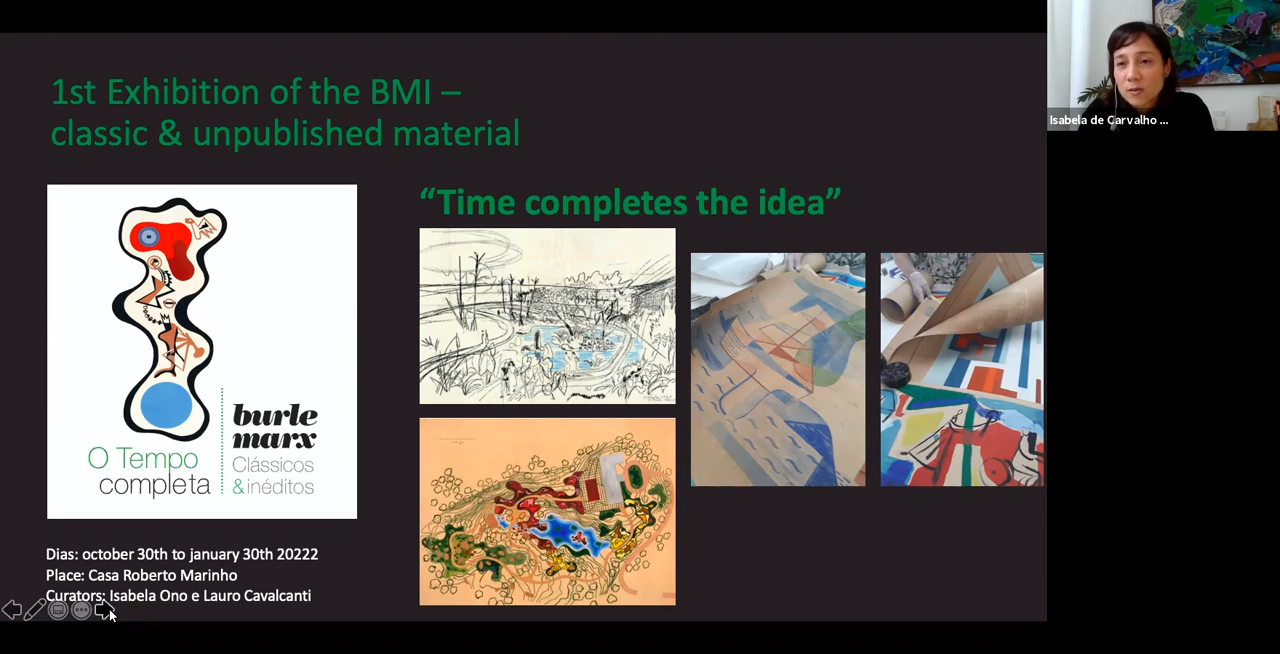 1st Exhibition of the BMI –
classic & unpublished material
“Time completes the idea”
burle
marx
O Tempo
completa
Clássicos
&inéditos
Dias: october 30th to january 30th 20222
Place: Casa Roberto Marinho
Curators: Isabela Ono e Lauro Cavalcanti
Isabela de Carvalho ...